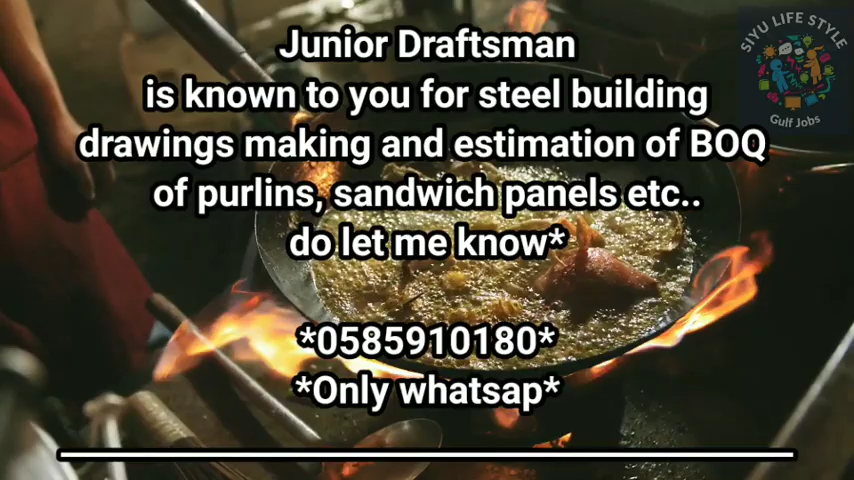 SIYU LIFE STYLE
Gulf Jobs
Junior Draftsman
is known to you for steel building
drawings making and estimation of BOQ
of purlins, sandwich panels etc..
do let me know*
*0585910180*
*Only whatsap*